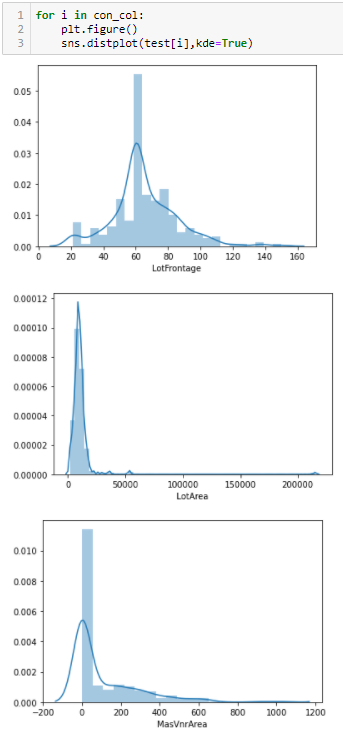 1 for i in con_col:
2     plt.figure()
3     sns.distplot(test[i],kde=True)
0.05
0.04
0.03
0.02
0.01
0.00
0 20 40 60 80 100 120 140 160
LotFrontage
0.00012
0.00010
0.00008
0.00006
0.00004
0.00002
0.00000
0 50000 100000 150000 200000
LotArea
0.010
0.008
0.006
0.004
0.002
0.000
-200 0 200 400 600 800 1000 1200
MasVnrArea